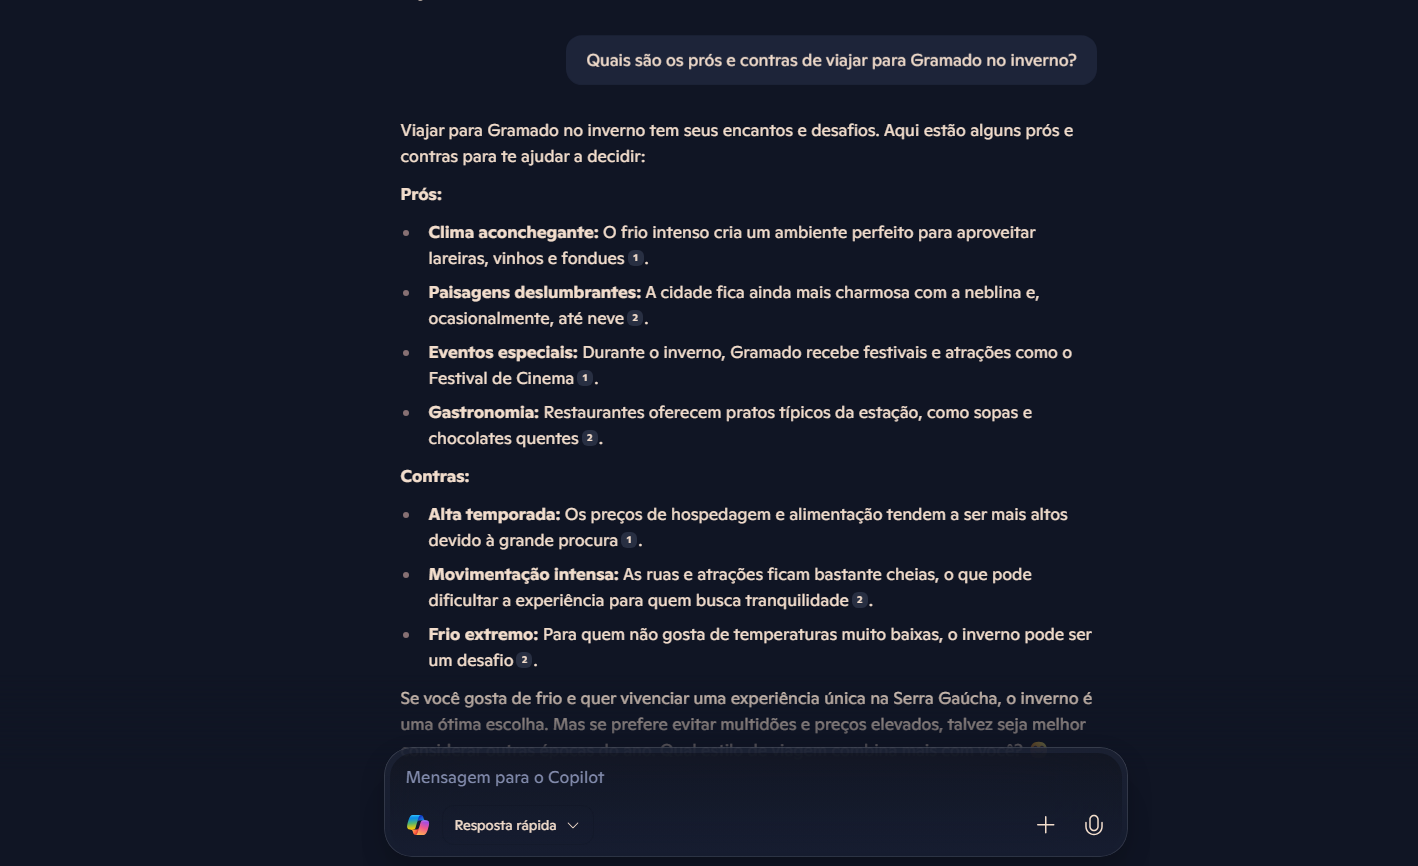 Quais são os prós e contras de viajar para Gramado no inverno?
Viajar para Gramado no inverno tem seus encantos e desafios. Aqui estão alguns prós e
contras para te ajudar a decidir:
Prós:
Clima aconchegante: O frio intenso cria um ambiente perfeito para aproveitar
lareiras, vinhos e fondues 1 .
Paisagens deslumbrantes: A cidade fica ainda mais charmosa com a neblina e,
ocasionalmente, até neve 2 .
Eventos especiais: Durante o inverno, Gramado recebe festivais e atrações como o
Festival de Cinema 1 .
Gastronomia: Restaurantes oferecem pratos típicos da estação, como sopas e
chocolates quentes 2 .
Contras:
Alta temporada: Os preços de hospedagem e alimentação tendem a ser mais altos
devido à grande procura 1 .
Movimentação intensa: As ruas e atrações ficam bastante cheias, o que pode
dificultar a experiência para quem busca tranquilidade 2 .
Frio extremo: Para quem não gosta de temperaturas muito baixas, o inverno pode ser
um desafio 2 .
Se você gosta de frio e quer vivenciar uma experiência única na Serra Gaúcha, o inverno é
uma ótima escolha. Mas se prefere evitar multidões e preços elevados, talvez seja melhor
Mensagem para o Copilot
Resposta rápida